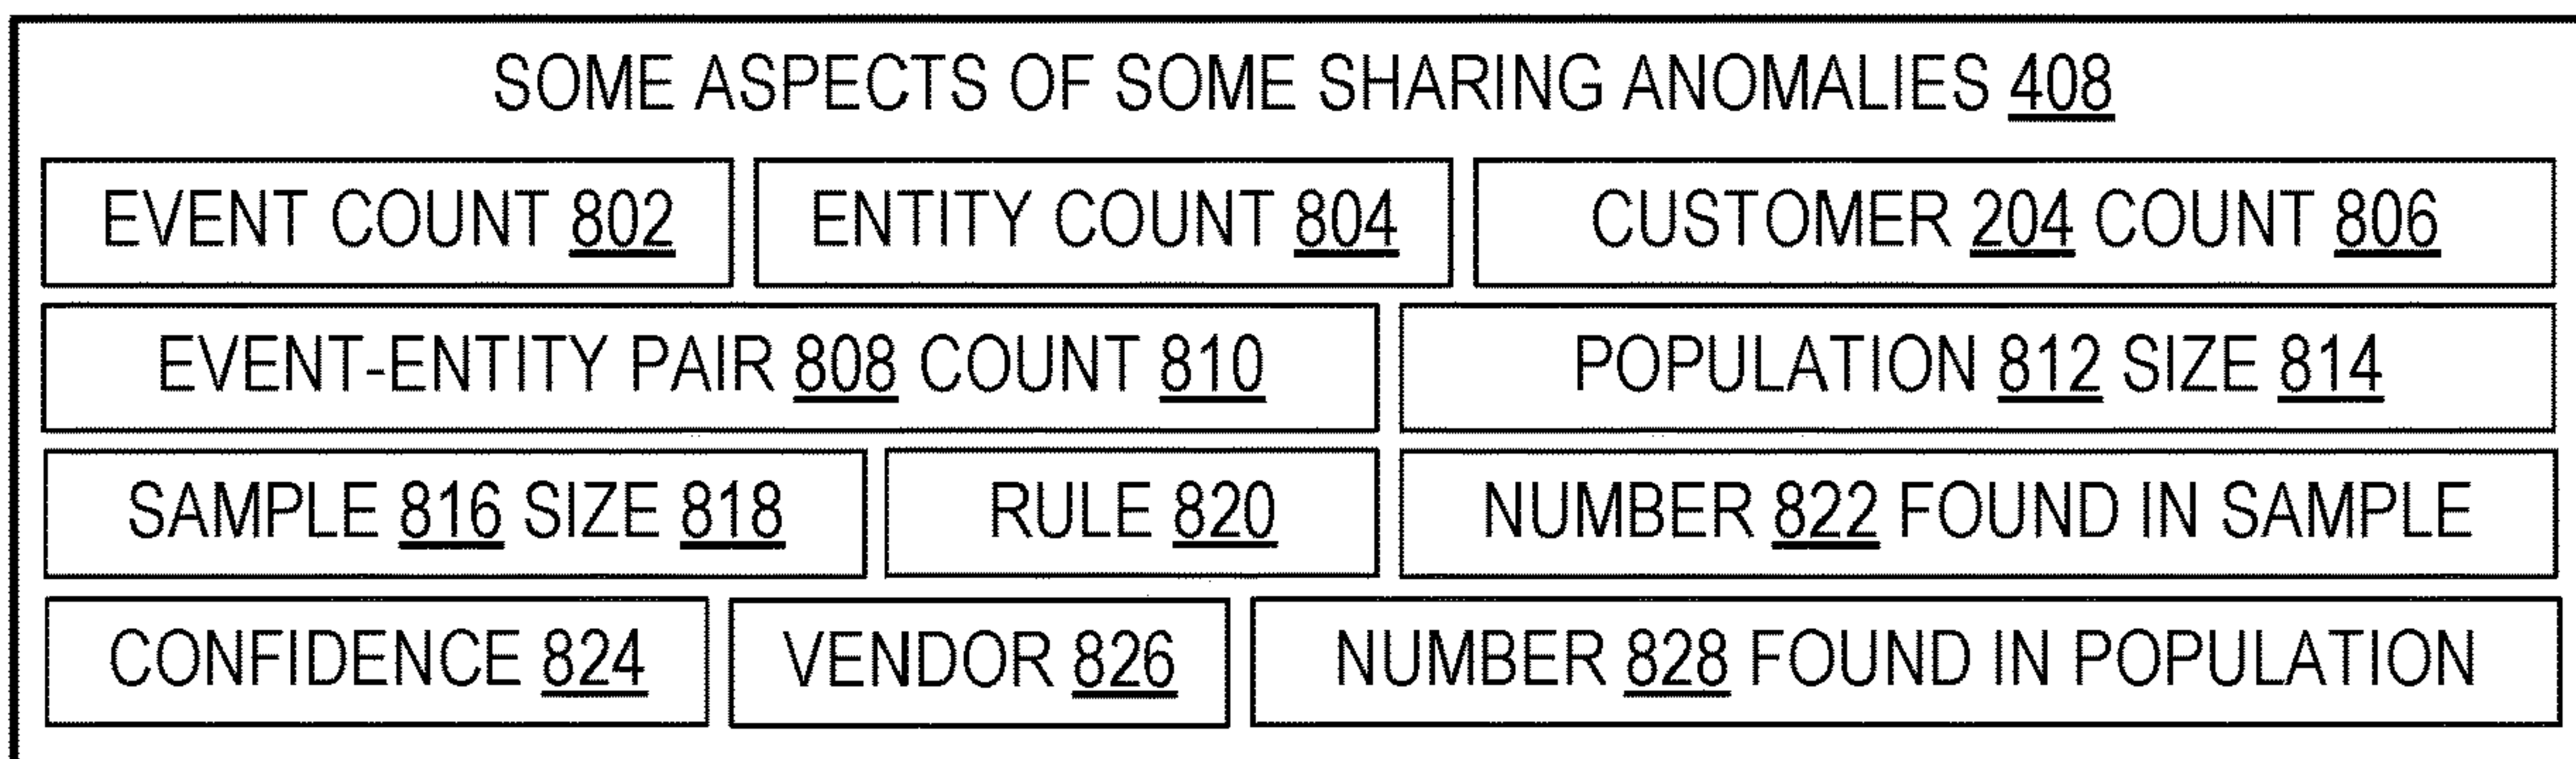 SOME ASPECTS OF SOME SHARING ANOMALIES 408
EVENT COUNT 802
ENTITY COUNT 804
CUSTOMER 204 COUNT 806
EVENT-ENTITY PAIR 808 COUNT 810
POPULATION 812 SIZE 814
SAMPLE 816 SIZE 818
RULE 820
NUMBER 822 FOUND IN SAMPLE
CONFIDENCE 824
VENDOR 826
NUMBER 828 FOUND IN POPULATION